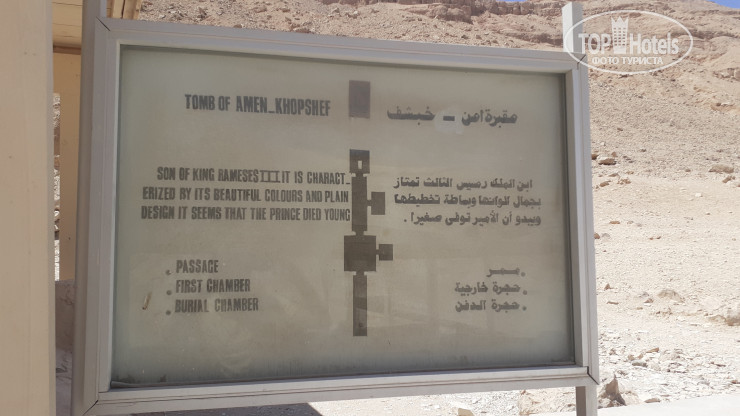 TOMB OF AMEN_KHOPSHEF
SON OF KING RAMESES III IT IS CHARACT_
ERIZED BY ITS BEAUTIFUL COLOURS AND PLAIN
DESIGN IT SEEMS THAT THE PRINCE DIED YOUNG
. PASSAGE
. FIRST CHAMBER
. BURIAL CHAMBER
مقبرة امن - خبشف
ابن الملك رمسيس الثالث تمتاز
بجمال الوانها وبساطة تخطيطها
ويبدو أن الأمير توفى صغيرا .
. ممر
. حجرة خارجية
. حجرة الدفن
TOPHotels
ФОТО ТУРИСТА